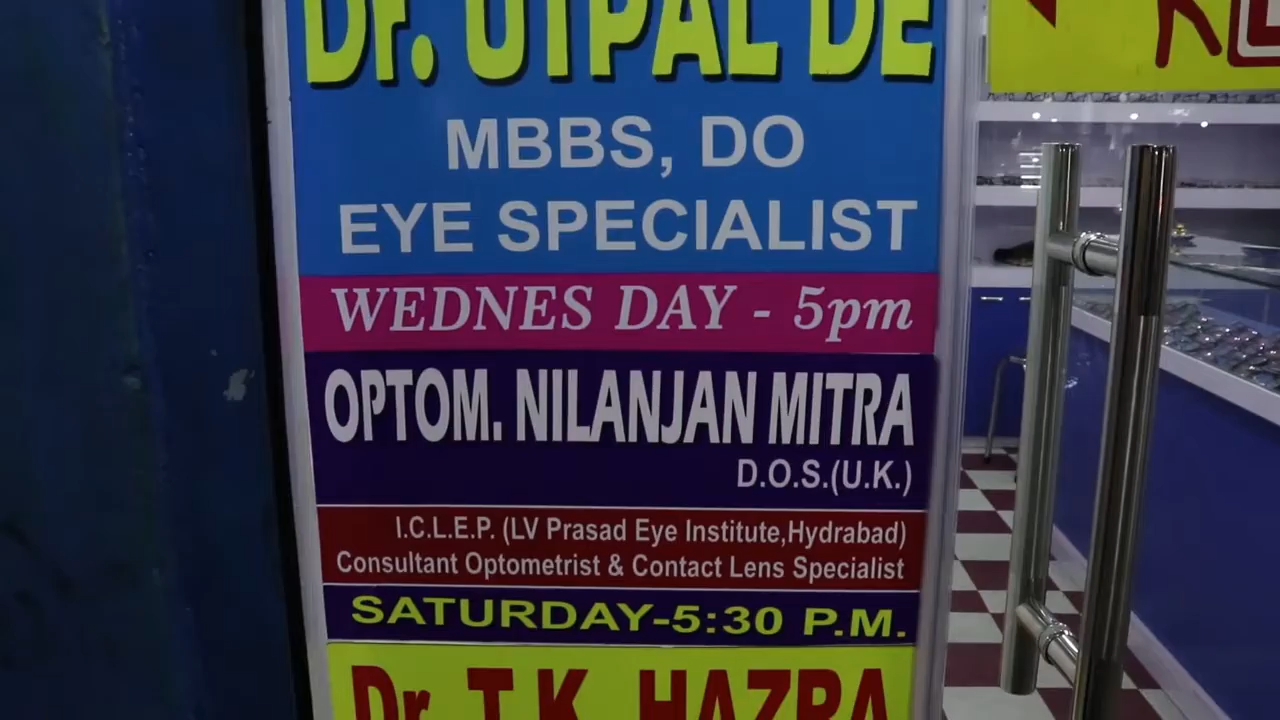 Dr. UTPAL DE
MBBS, DO
EYE SPECIALIST
WEDNES DAY - 5pm
OPTOM. NILANJAN MITRA
D.O.S.(U.K.)
I.C.L.E.P. (LV Prasad Eye Institute,Hydrabad)
Consultant Optometrist & Contact Lens Specialist
SATURDAY-5:30 P.M.
Dr. T.K. HAZRA